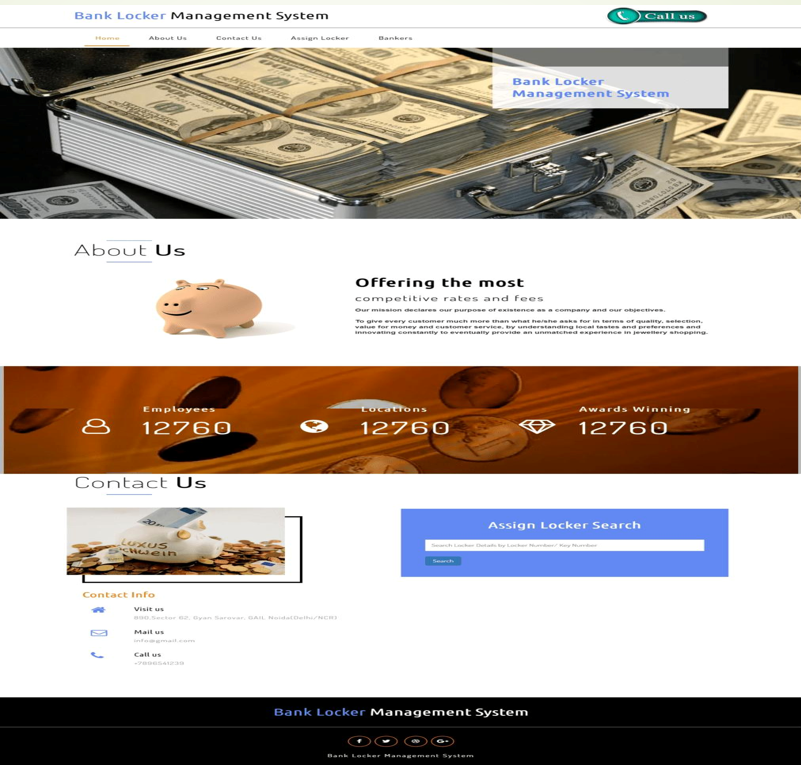 Bank Locker Management System
Call us
Home About Us Contact Us Assign Locker Bankers
Bank Locker
Management System
About Us
Offering the most
competitive rates and fees
Our mission declares our purpose of existence as a company and our objectives.
To give every customer much more than what he/she asks for in terms of quality, selection,
value for money and customer service, by understanding local tastes and preferences and
innovating constantly to eventually provide an unmatched experience in jewellery shopping.
Employees
12760
Locations
12760
Awards Winning
12760
Contact Us
20
LUXUS
Schwein
Assign Locker Search
Search Locker Details by Locker Number/ Key Number
Search
Contact Info
Visit us
890,Sector 62, Gyan Sarovar, GAIL Noida(Delhi/NCR)
Mail us
info@gmail.com
Call us
+7896541239
Bank Locker Management System
Bank Locker Management System